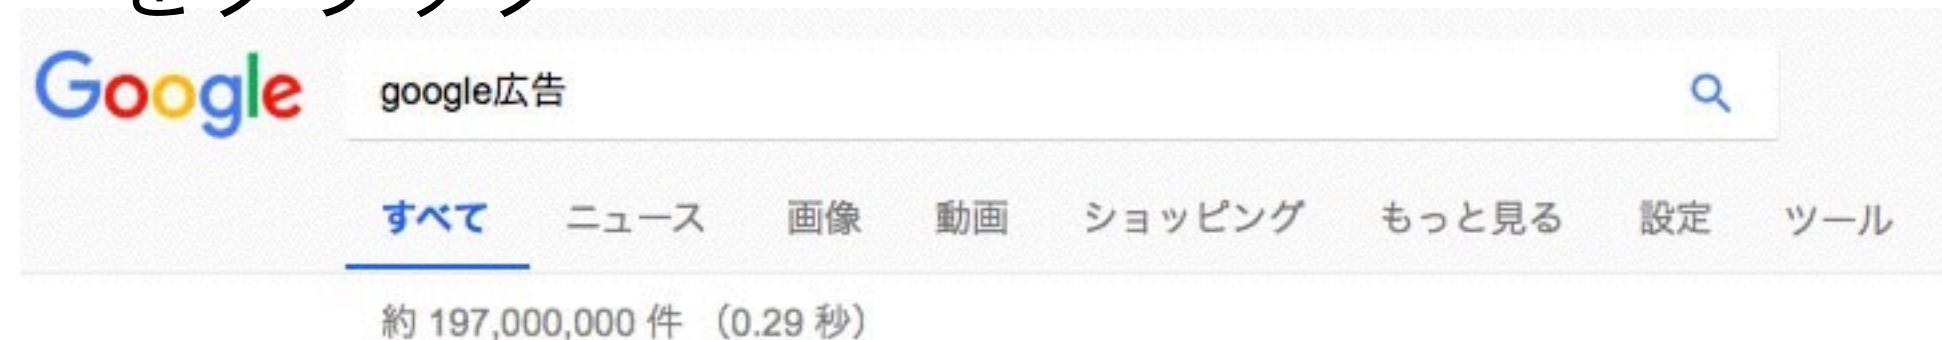 Google google広告
すべて ニュース 画像 動画 ショッピング もっと見る 設定 ツール
約 197,000,000 件 （0.29 秒）